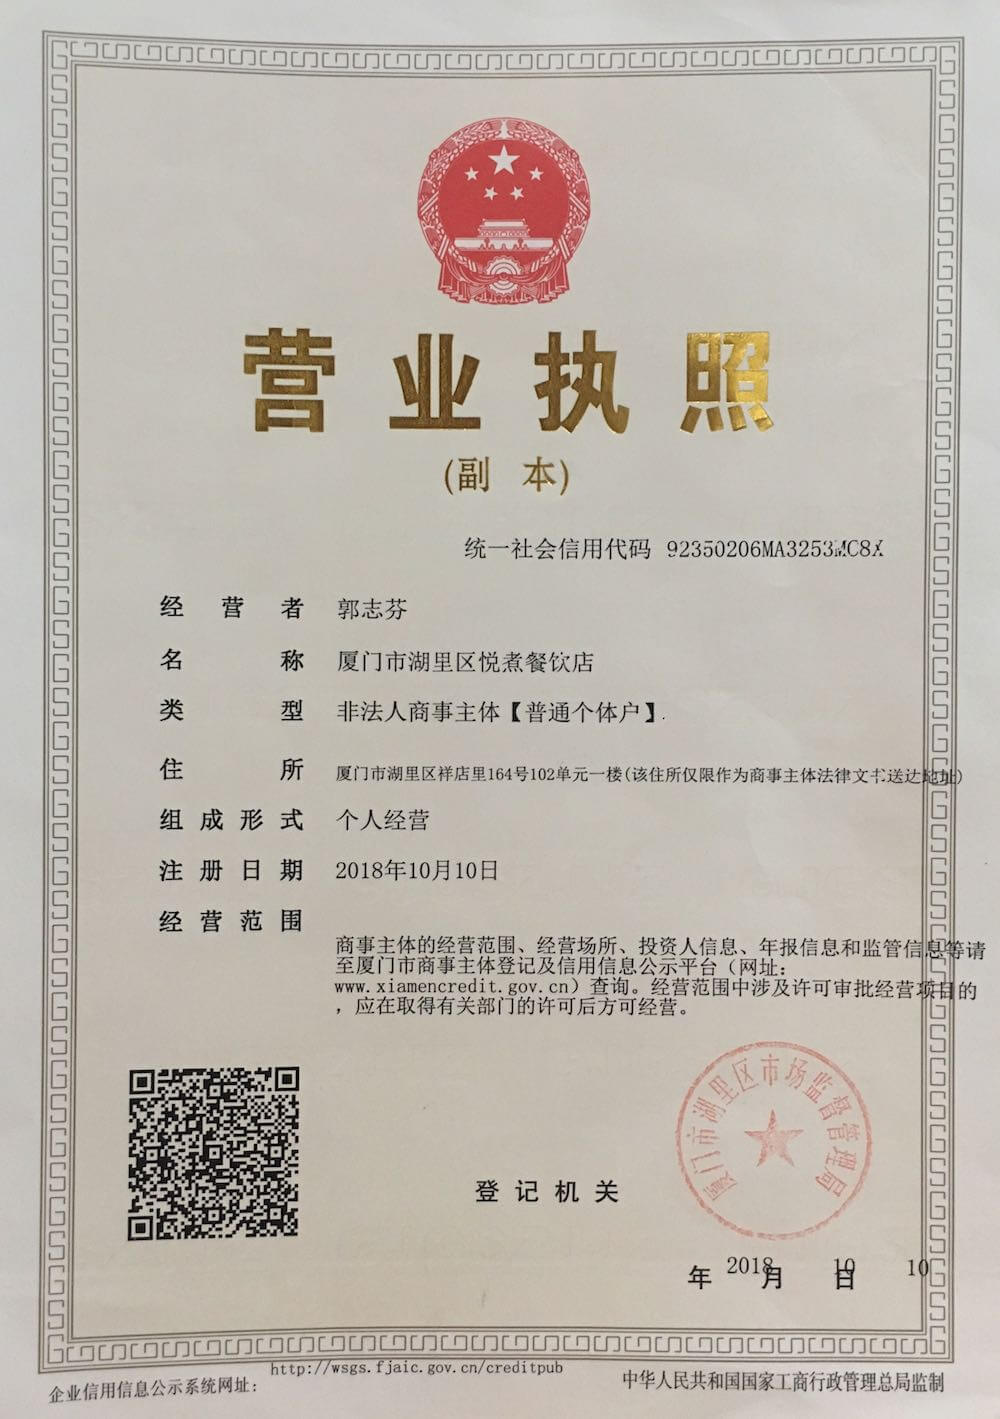 营业执照
(副 本)
统一社会信用代码 92350206MA3253MC8X
经营者 郭志芬
名称 厦门市湖里区悦煮餐饮店
类型 非法人商事主体【普通个体户】.
住所 厦门市湖里区祥店里164号102单元一楼(该住所仅限作为商事主体法律文书送达地址)
组成形式 个人经营
注册日期 2018年10月10日
经营范围
商事主体的经营范围、经营场所、投资人信息、年报信息和监管信息等请
至厦门市商事主体登记及信用信息公示平台（网址：
www.xiamencredit.gov.cn）查询。经营范围中涉及许可审批经营项目的
，应在取得有关部门的许可后方可经营。
厦门市湖里区市场监督管理局
登记机关
年 2018 月 10 日 10
企业信用信息公示系统网址： http://wsgs.fjaic.gov.cn/creditpub
中华人民共和国国家工商行政管理总局监制